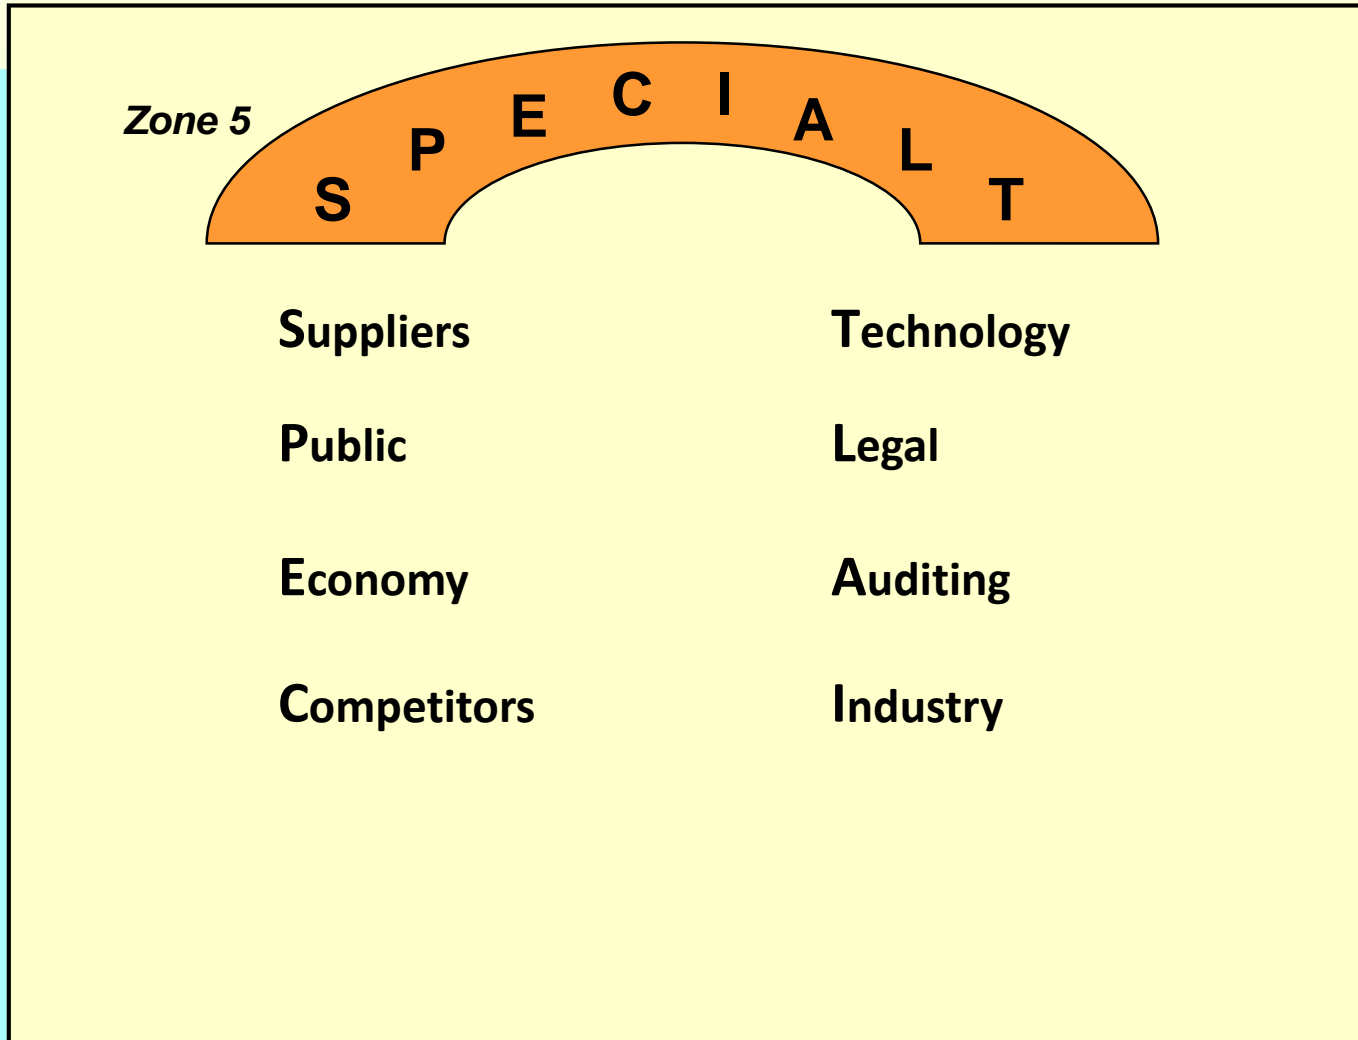 Zone 5
S P E C I A L T
Suppliers
Technology
Public
Legal
Economy
Auditing
Competitors
Industry